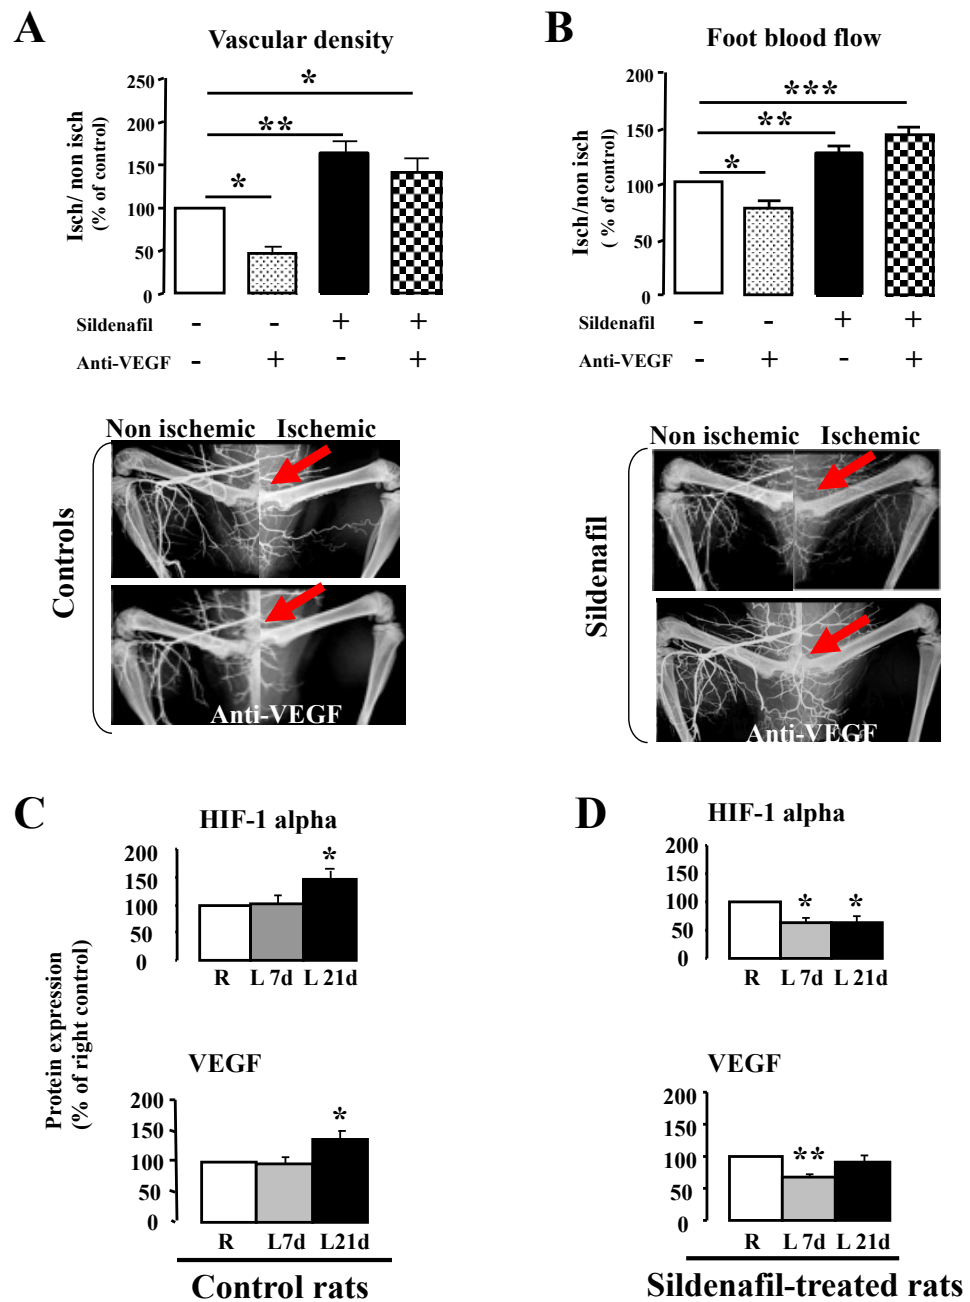 A
Vascular density
Isch/ non isch
(% of control)
250
200
150
100
50
0
*
**
*
Sildenafil - - + +
Anti-VEGF - + - +
B
Foot blood flow
Isch/non isch
( % of control)
200
150
100
50
0
***
**
*
Sildenafil - - + +
Anti-VEGF - + - +
Controls
Non ischemic Ischemic
Anti-VEGF
Sildenafil
Non ischemic Ischemic
Anti-VEGF
C
HIF-1 alpha
Protein expression
(% of right control)
200
150
100
50
0
*
R L 7d L 21d
VEGF
200
150
100
50
0
*
R L7d L21d
Control rats
D
HIF-1 alpha
200
150
100
50
0
* *
R L 7d L 21d
VEGF
200
150
100
50
0
**
R L 7d L 21d
Sildenafil-treated rats